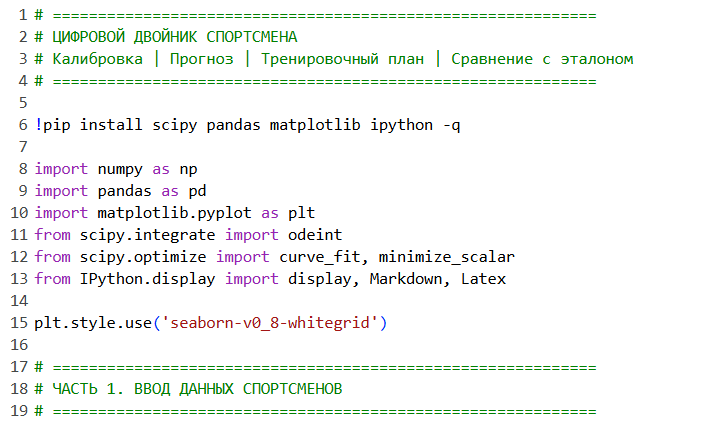 1 # ============================================================
2 # ЦИФРОВОЙ ДВОЙНИК СПОРТСМЕНА
3 # Калибровка | Прогноз | Тренировочный план | Сравнение с эталоном
4 # ============================================================
5
6 !pip install scipy pandas matplotlib ipython -q
7
8 import numpy as np
9 import pandas as pd
10 import matplotlib.pyplot as plt
11 from scipy.integrate import odeint
12 from scipy.optimize import curve_fit, minimize_scalar
13 from IPython.display import display, Markdown, Latex
14
15 plt.style.use('seaborn-v0_8-whitegrid')
16
17 # ============================================================
18 # ЧАСТЬ 1. ВВОД ДАННЫХ СПОРТСМЕНОВ
19 # ============================================================